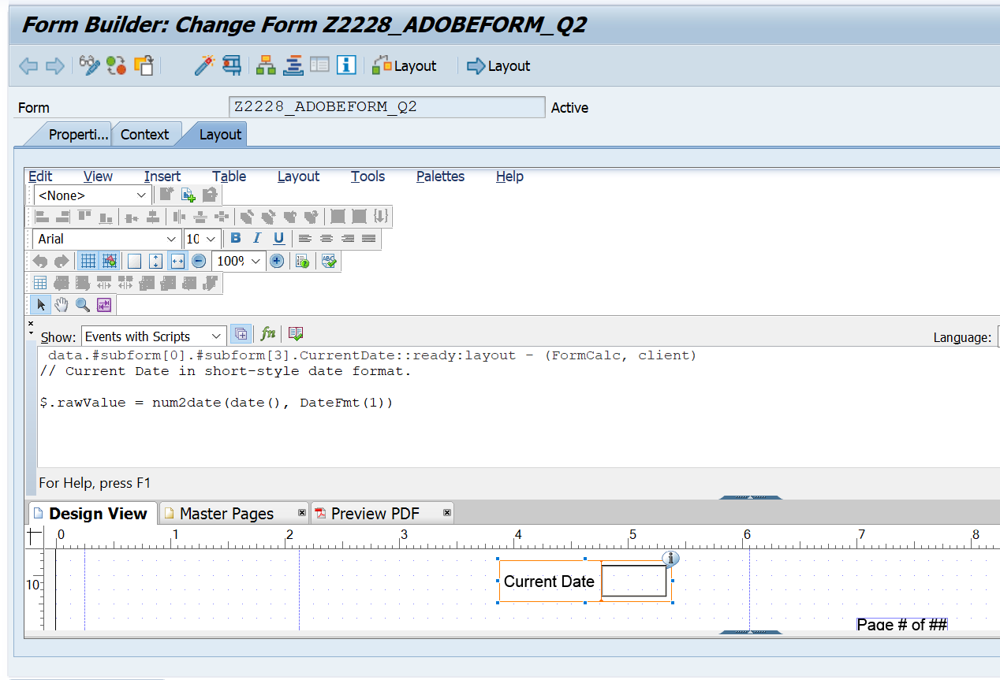 Form Builder: Change Form Z2228_ADOBEFORM_Q2
Layout Layout
Form Z2228_ADOBEFORM_Q2 Active
Properti... Context Layout
Edit View Insert Table Layout Tools Palettes Help
<None>
Arial 10 B I U
100%
ABC
Show: Events with Scripts fn Language:
data.#subform[0].#subform[3].CurrentDate::ready:layout - (FormCalc, client)
// Current Date in short-style date format.
$.rawValue = num2date(date(), DateFmt(1))
For Help, press F1
Design View Master Pages Preview PDF
0 1 2 3 4 5 6 7 8
10
Current Date
Page # of ##